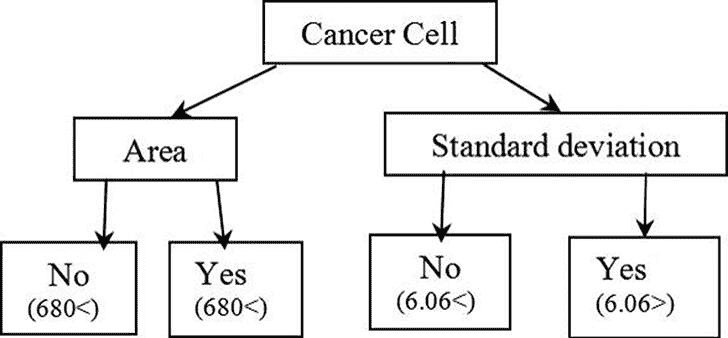 Cancer Cell
Area
Standard deviation
No
(680<)
Yes
(680<)
No
(6.06<)
Yes
(6.06>)